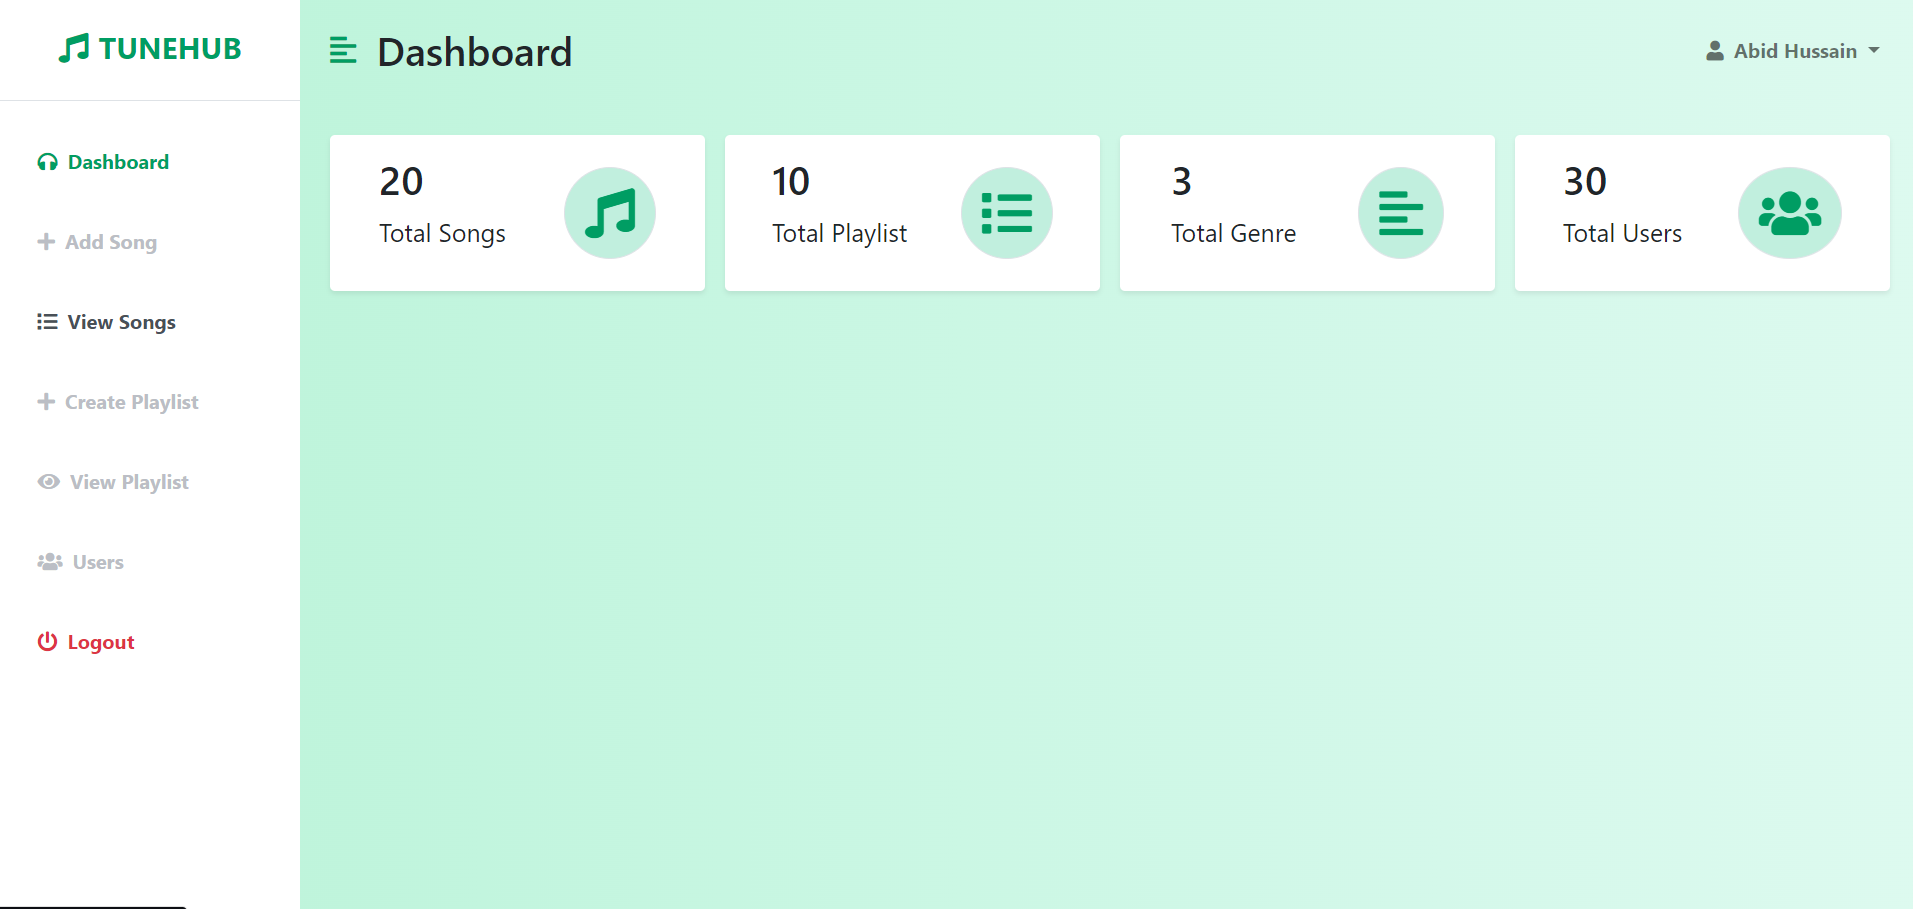 TUNEHUB
Dashboard
Add Song
View Songs
Create Playlist
View Playlist
Users
Logout
Dashboard
Abid Hussain
20
Total Songs
10
Total Playlist
3
Total Genre
30
Total Users